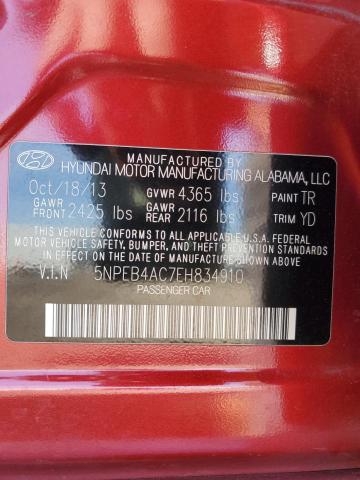 MANUFACTURED BY
HYUNDAI MOTOR MANUFACTURING ALABAMA, LLC
Oct/18/13 GVWR 4365 lbs PAINT TR
GAWR FRONT 2425 lbs GAWR REAR 2116 lbs TRIM YD
THIS VEHICLE CONFORMS TO ALL APPLICABLE U.S.A. FEDERAL
MOTOR VEHICLE SAFETY, BUMPER, AND THEFT PREVENTION STANDARDS
IN EFFECT ON THE DATE OF MANUFACTURE SHOWN ABOVE.
V.I.N 5NPEB4AC7EH834910
PASSENGER CAR